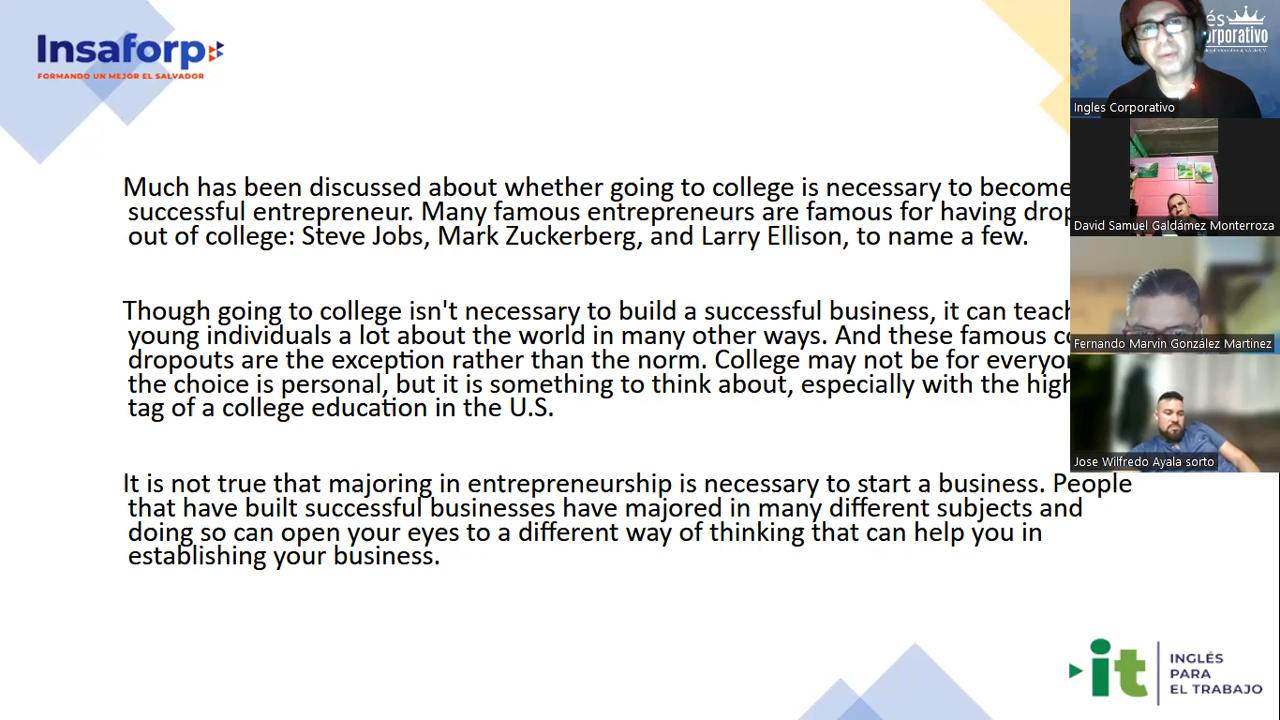 Insaforp
FORMANDO UN MEJOR EL SALVADOR
Much has been discussed about whether going to college is necessary to become
successful entrepreneur. Many famous entrepreneurs are famous for having
out of college: Steve Jobs, Mark Zuckerberg, and Larry Ellison, to name a few.
Though going to college isn't necessary to build a successful business, it can teach
young individuals a lot about the world in many other ways. And these famous
dropouts are the exception rather than the norm. College may not be for
the choice is personal, but it is something to think about, especially with the
tag of a college education in the U.S.
It is not true that majoring in entrepreneurship is necessary to start a business. People
that have built successful businesses have majored in many different subjects and
doing so can open your eyes to a different way of thinking that can help you in
establishing your business.
Ingles Corporativo
David Samuel Galdámez Monterroza
Fernando Marvin González Martinez
Jose Wilfredo Ayala sorto
it
INGLÉS
PARA
EL TRABAJO